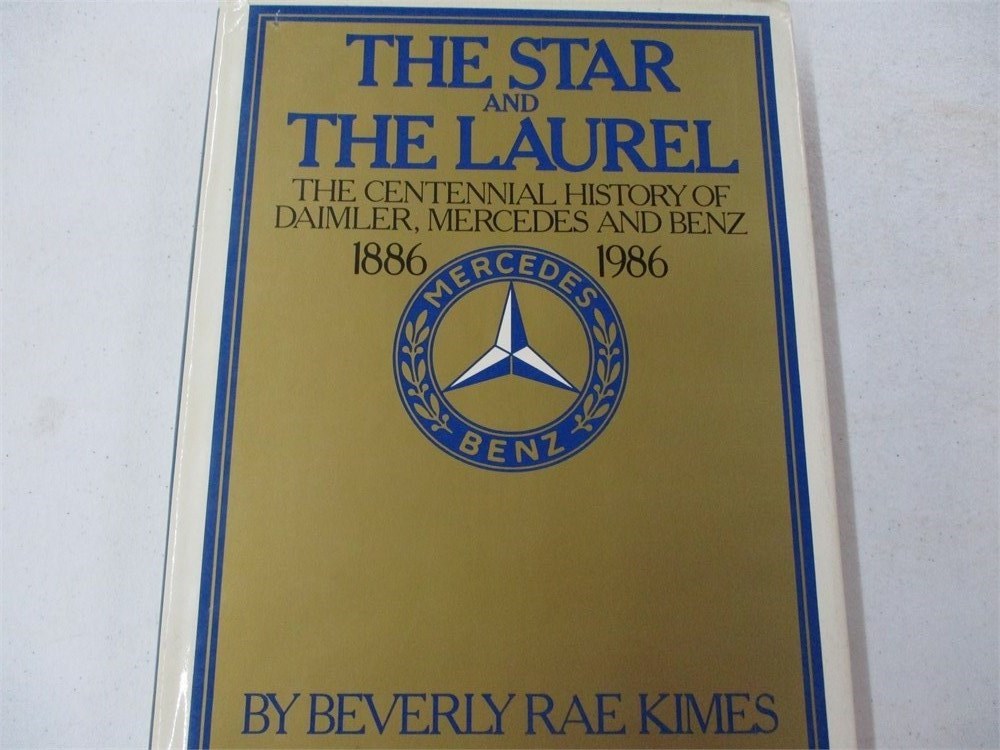 THE STAR
AND
THE LAUREL
THE CENTENNIAL HISTORY OF
DAIMLER, MERCEDES AND BENZ
1886 1986
MERCEDES
BENZ
BY BEVERLY RAE KIMES